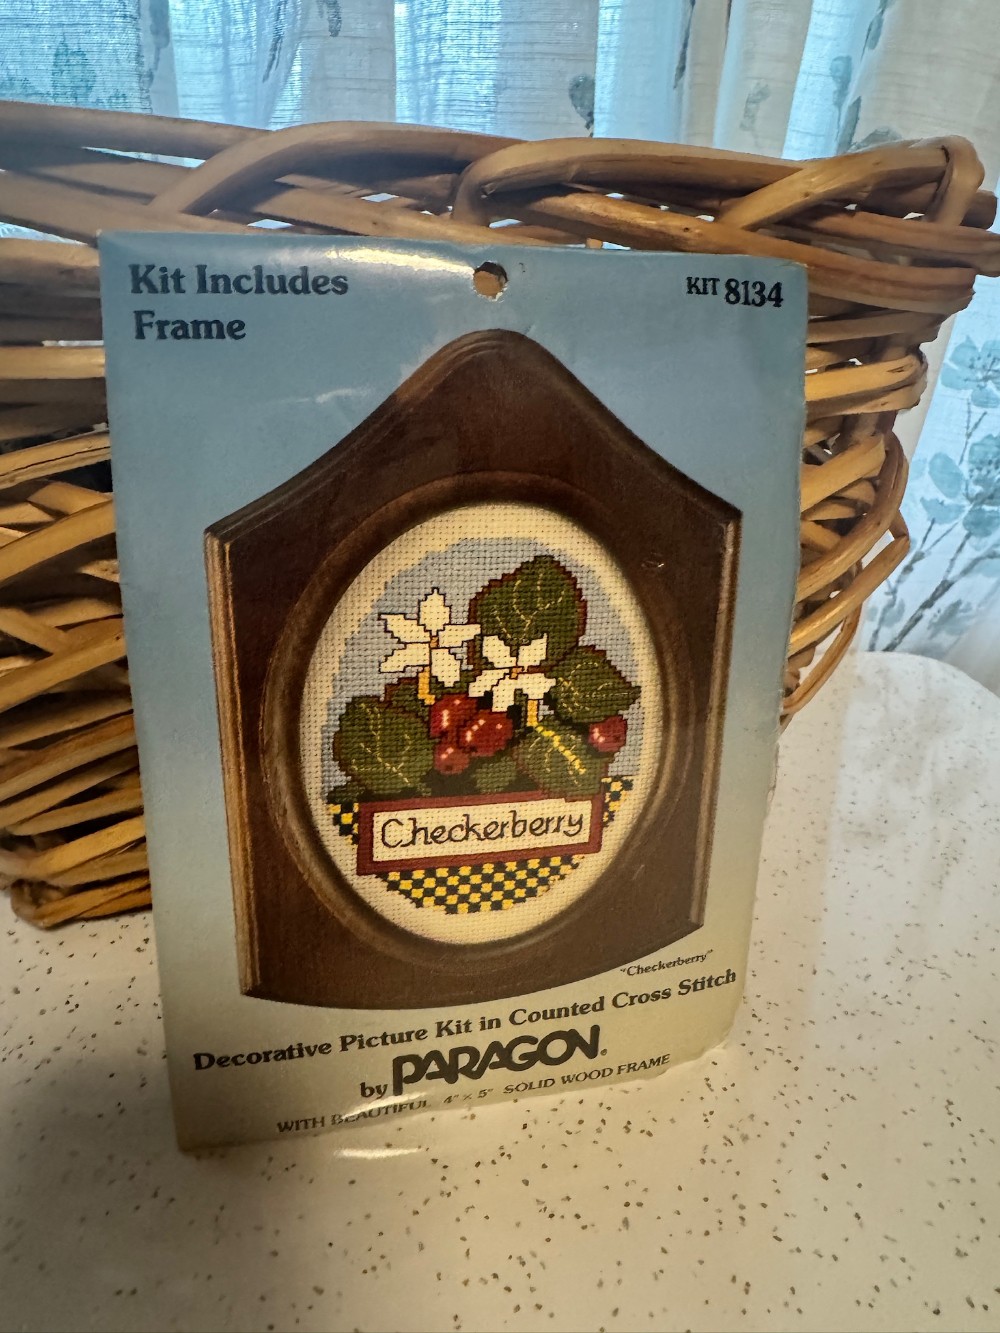 Kit Includes
Frame
KIT 8134
Checkerberry
"Checkerberry"
Decorative Picture Kit in Counted Cross Stitch
by PARAGON®
WITH BEAUTIFUL 4" x 5" SOLID WOOD FRAME